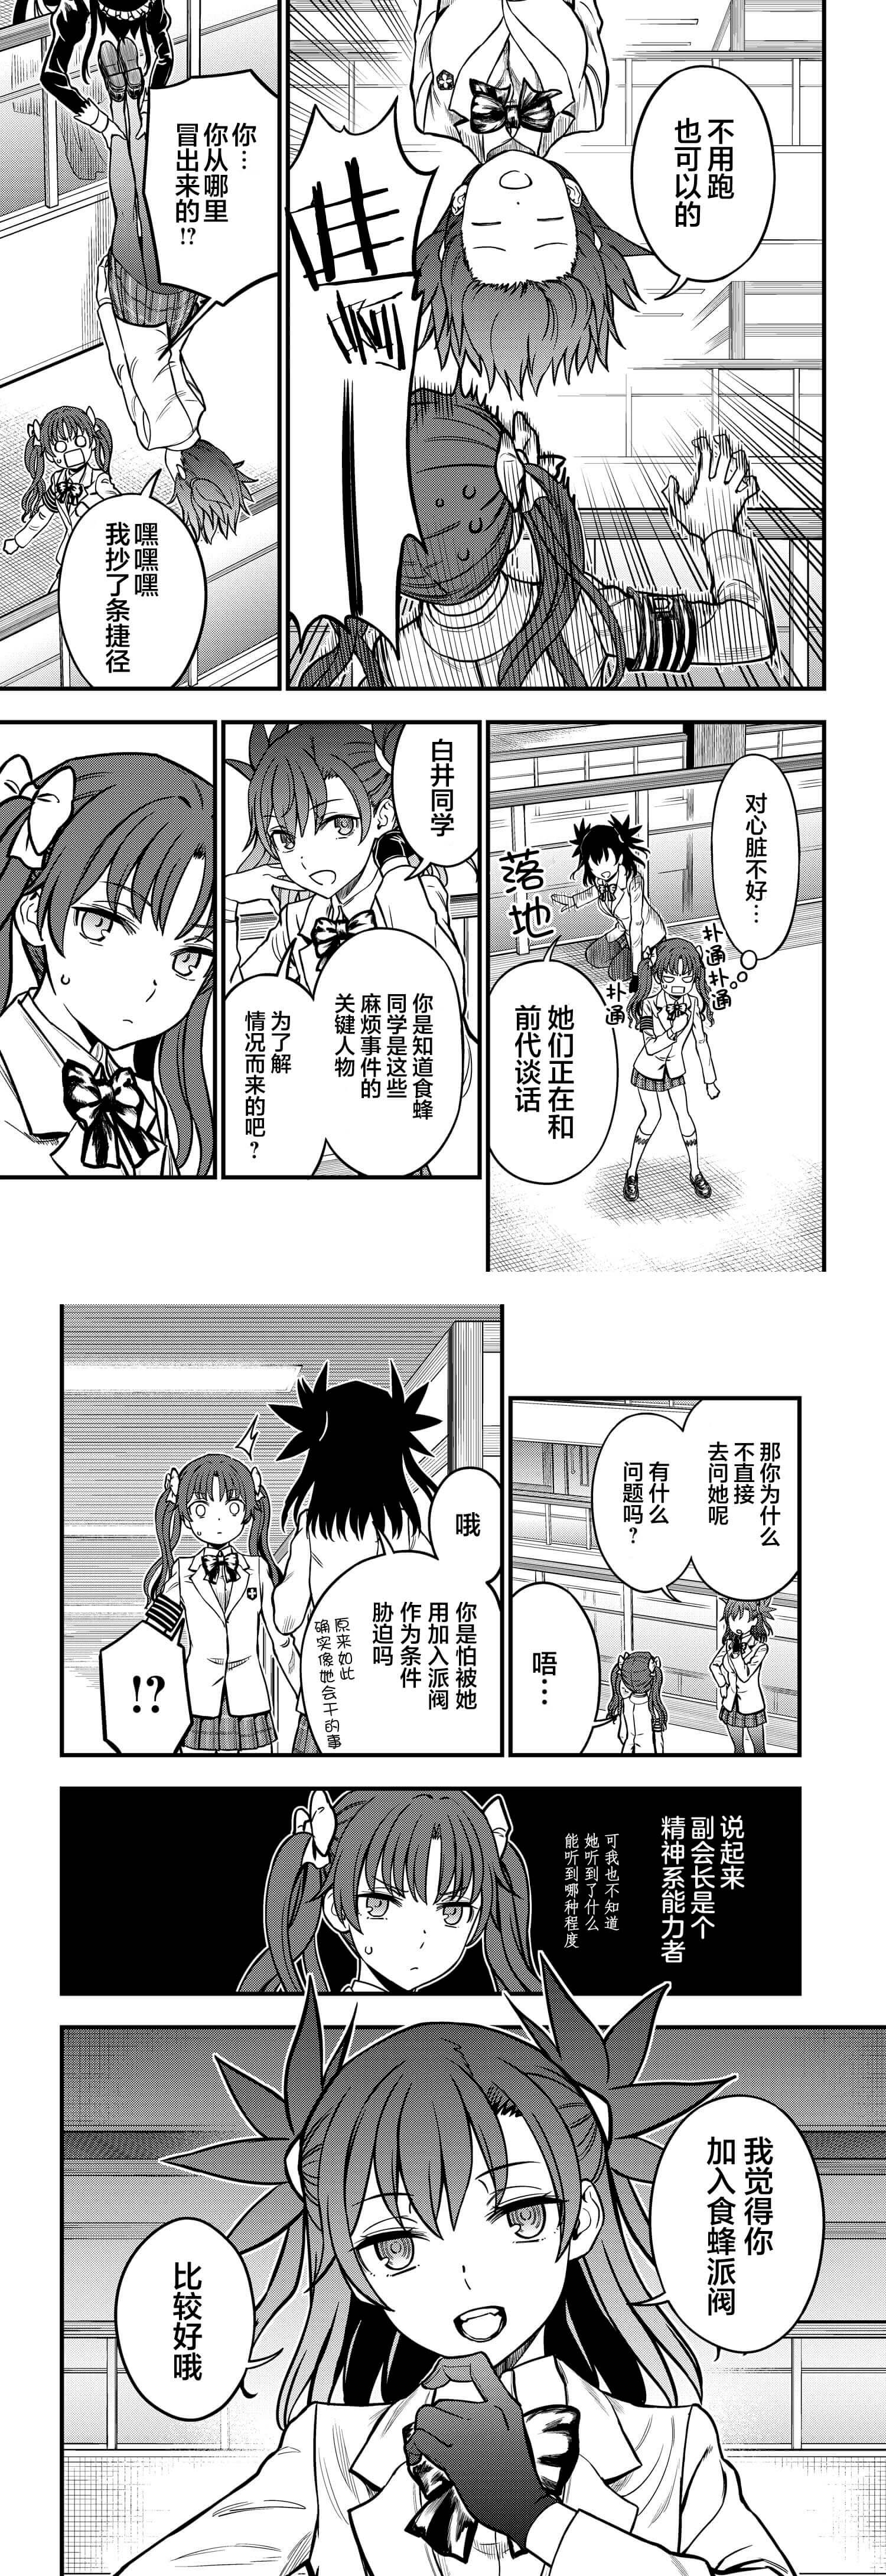 不用跑
也可以的
哇
你…
你从哪里
冒出来的!?
嘿嘿嘿
我抄了条捷径
对心脏不好…
扑通
扑通
扑通
落地
她们正在和
前代谈话
白井同学
你是知道食蜂
同学是这些
麻烦事件的
关键人物
为了解
情况而来的吧?
那你为什么
不直接
去问她呢
有什么
问题吗?
唔…
哦
你是怕被她
用加入派阀
作为条件
胁迫吗
原来如此
确实像她会干的事
!?
说起来
副会长是个
精神系能力者
可我也不知道
她听到了什么
能听到哪种程度
我觉得你
加入食蜂派阀
比较好哦